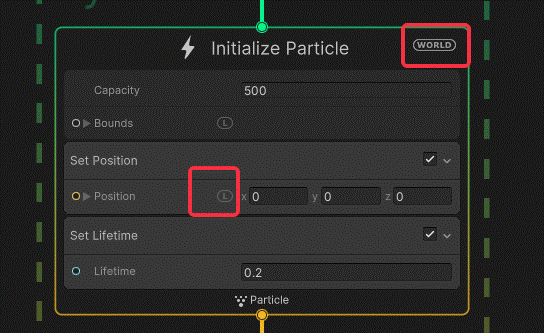 Initialize Particle WORLD
Capacity 500
Bounds L
Set Position
Position L x 0 y 0 z 0
Set Lifetime
Lifetime 0.2
Particle